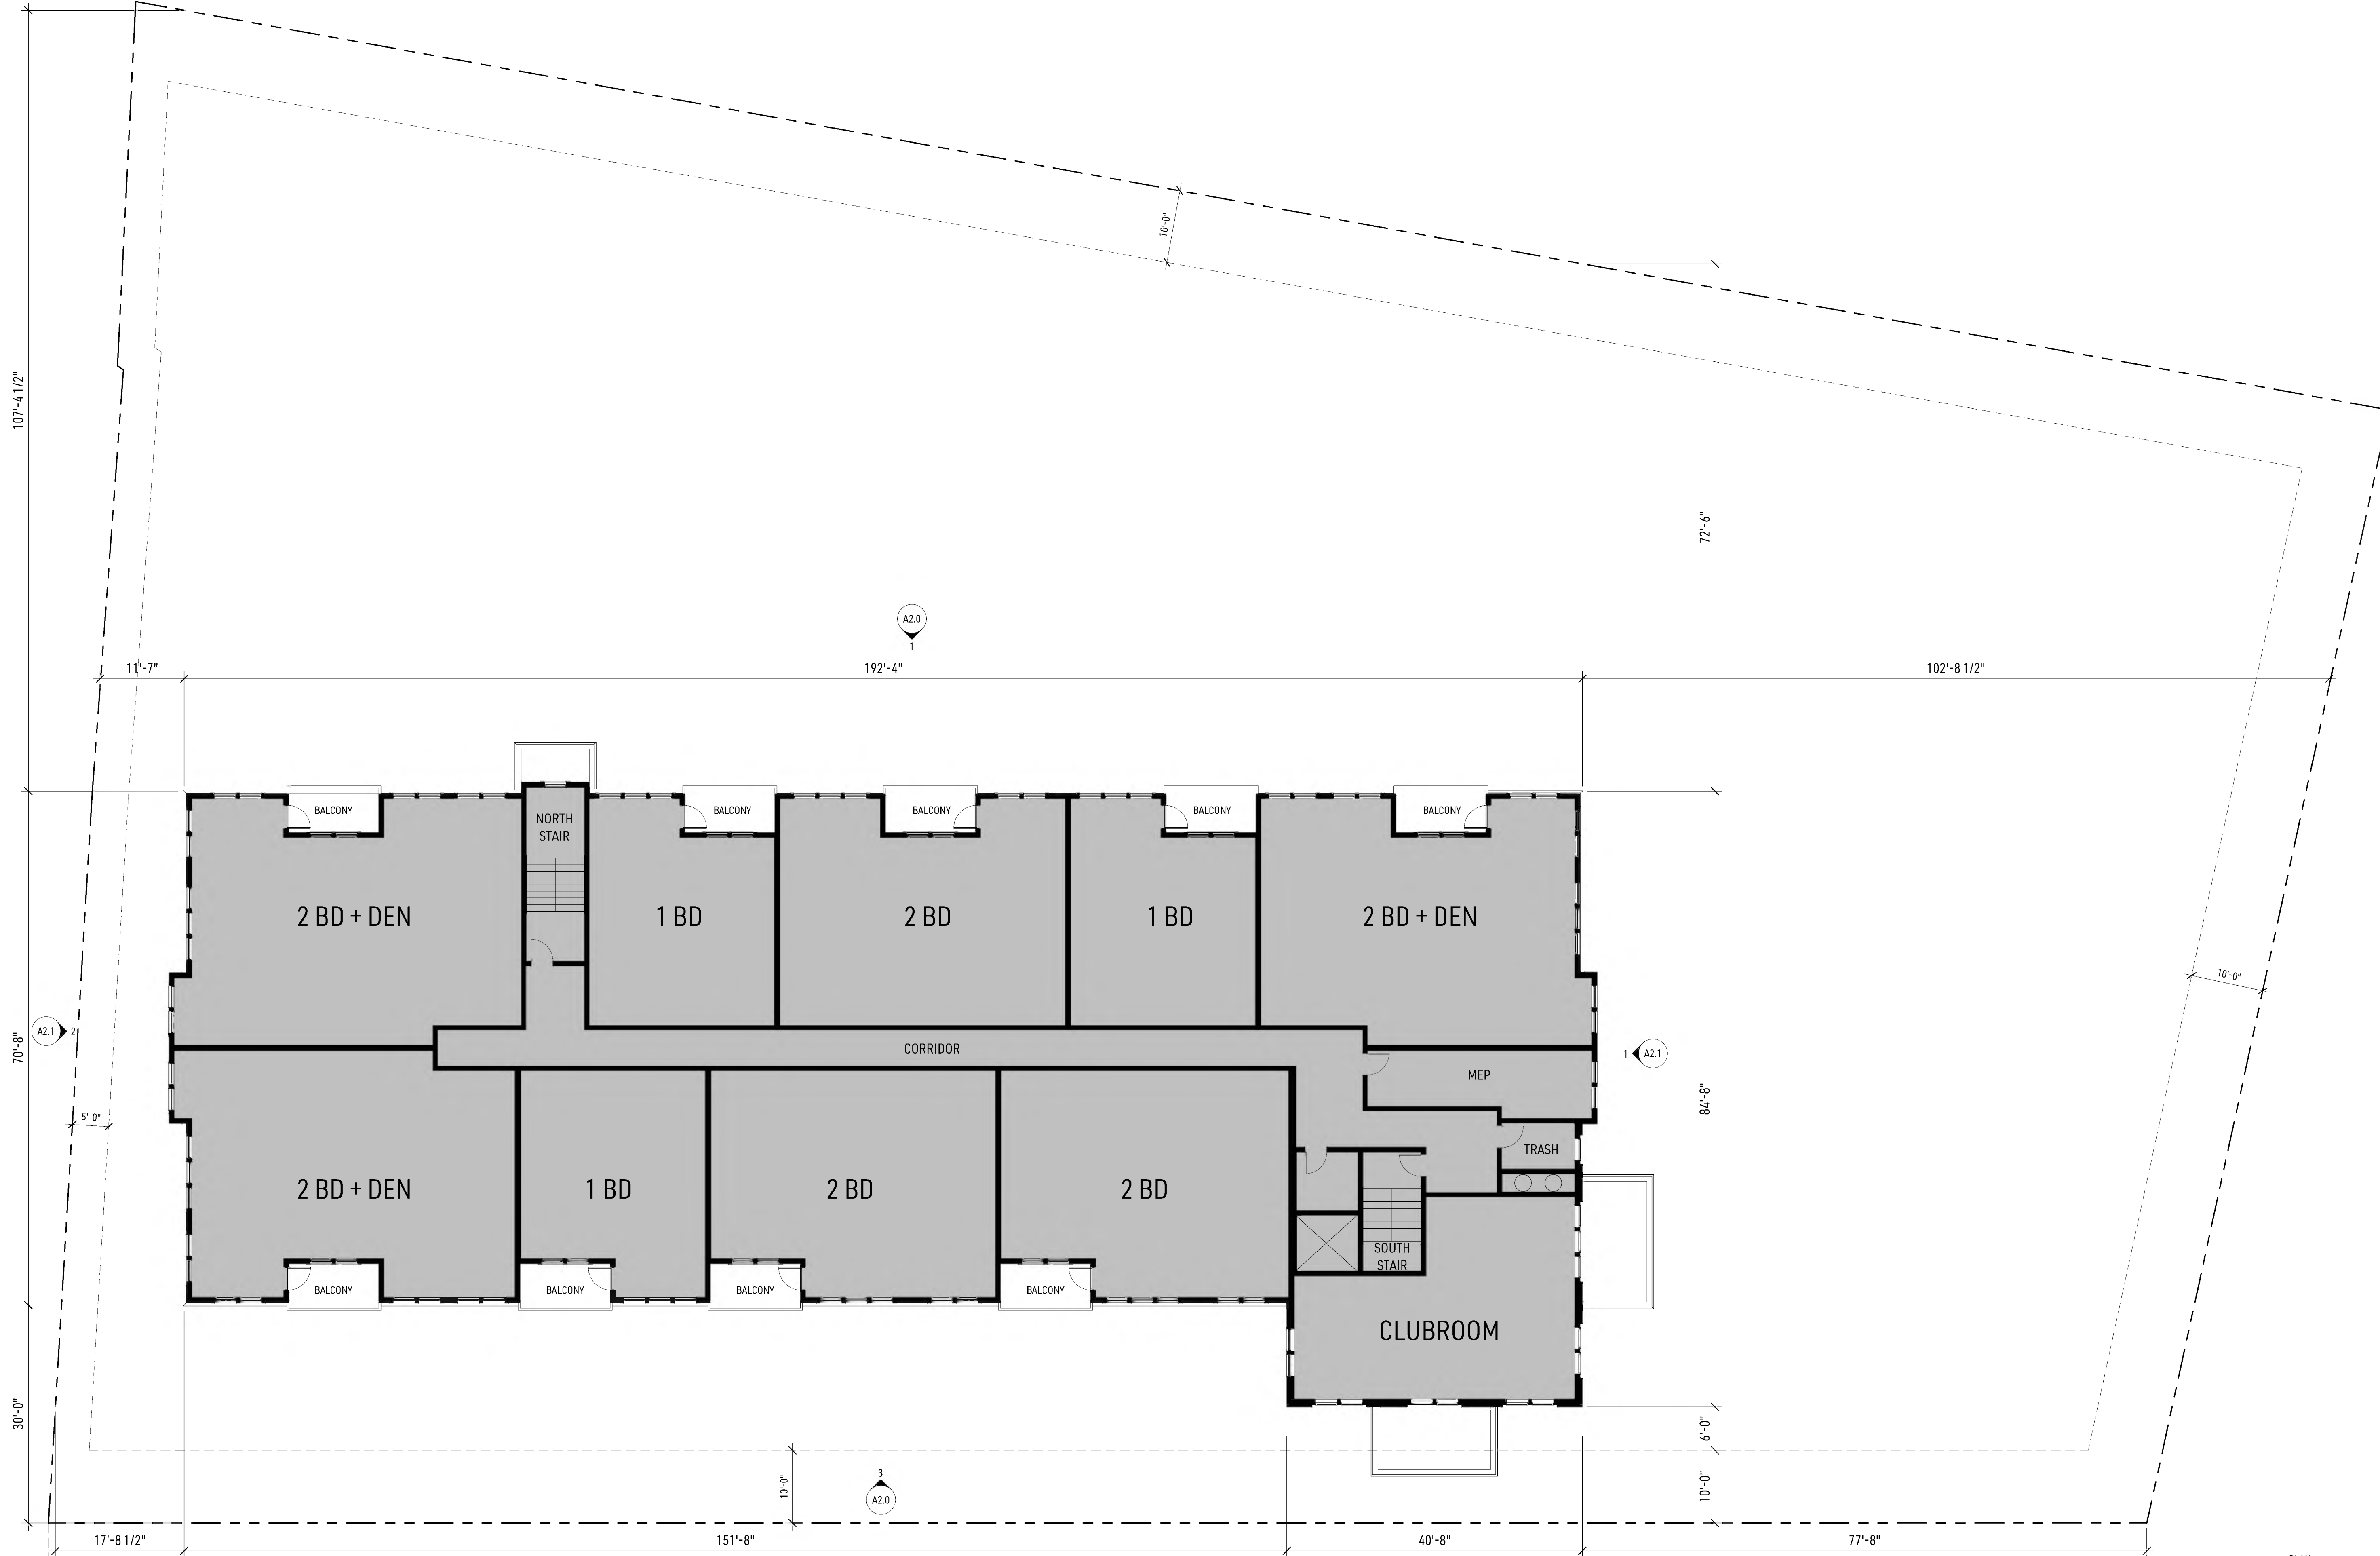 10'-0"
107'-4 1/2"
72'-6"
A2.0
1
11'-7"
192'-4"
102'-8 1/2"
BALCONY
BALCONY
BALCONY
BALCONY
BALCONY
NORTH
STAIR
2 BD + DEN
1 BD
2 BD
1 BD
2 BD + DEN
10'-0"
A2.1
2
70'-8"
CORRIDOR
1
A2.1
MEP
84'-8"
5'-0"
TRASH
2 BD + DEN
1 BD
2 BD
2 BD
SOUTH
STAIR
BALCONY
BALCONY
BALCONY
BALCONY
CLUBROOM
30'-0"
6'-0"
10'-0"
3
A2.0
10'-0"
17'-8 1/2"
151'-8"
40'-8"
77'-8"